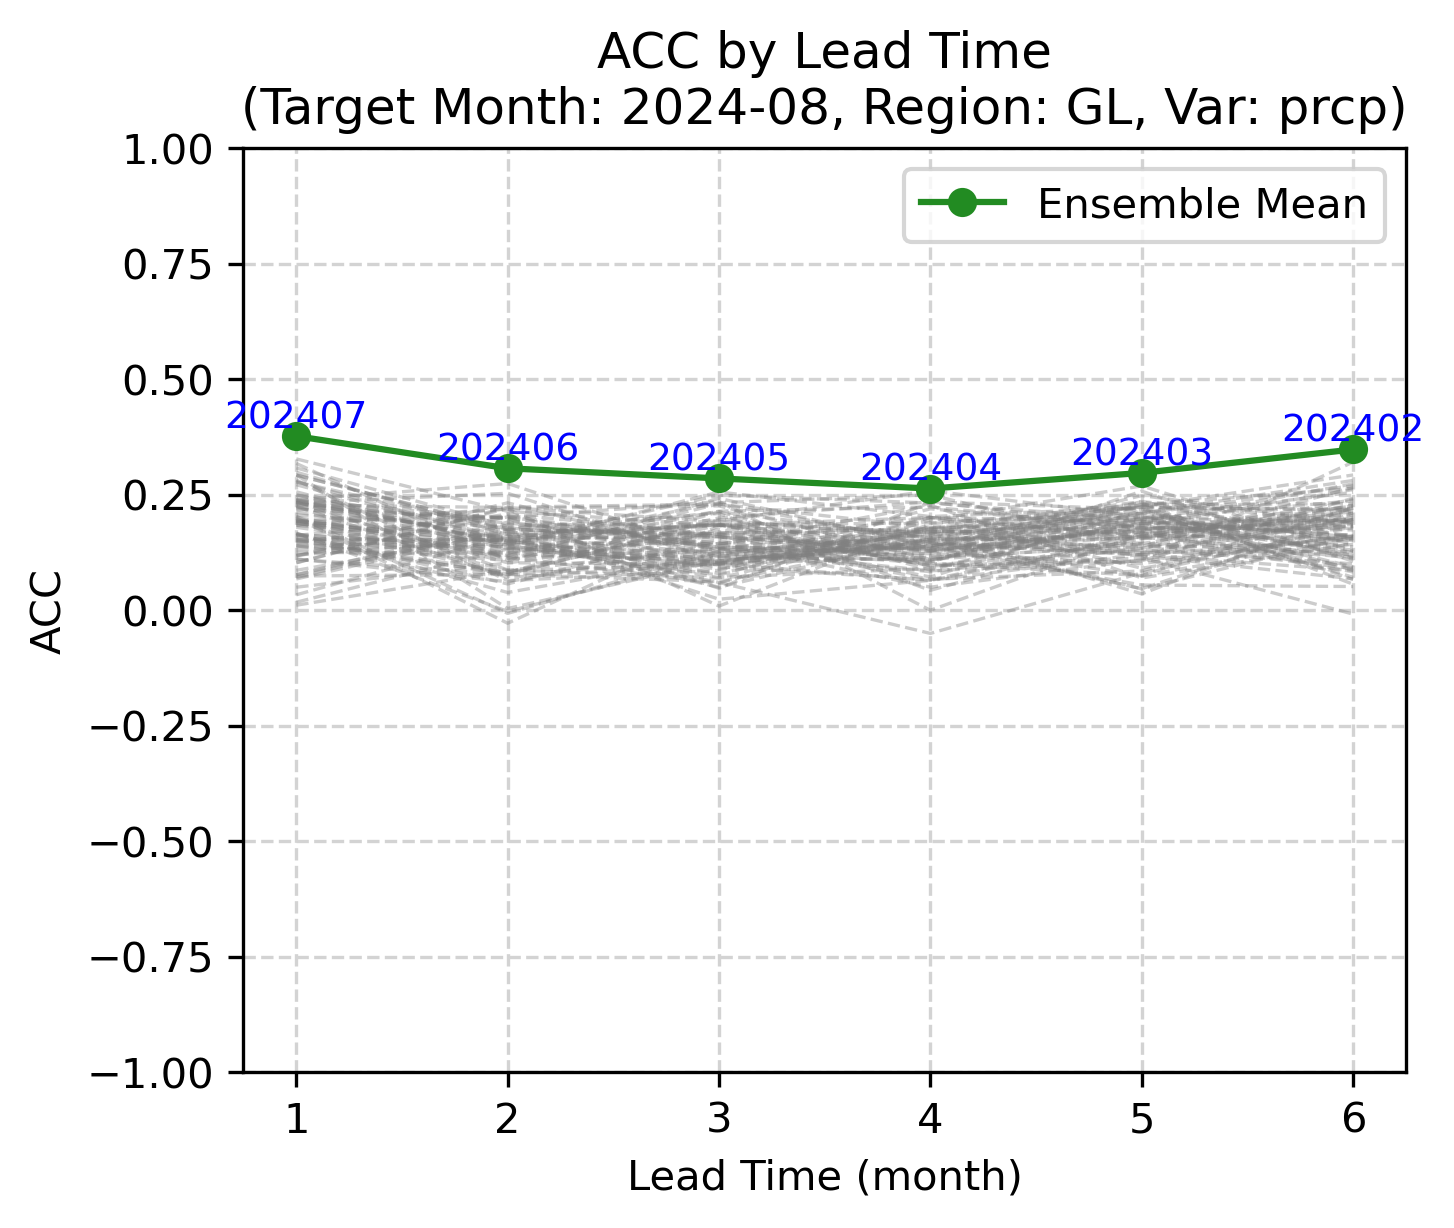 ACC by Lead Time
(Target Month: 2024-08, Region: GL, Var: prcp)
1.00
0.75
0.50
0.25
0.00
−0.25
−0.50
−0.75
−1.00
ACC
Ensemble Mean
202407
202406
202405
202404
202403
202402
1 2 3 4 5 6
Lead Time (month)